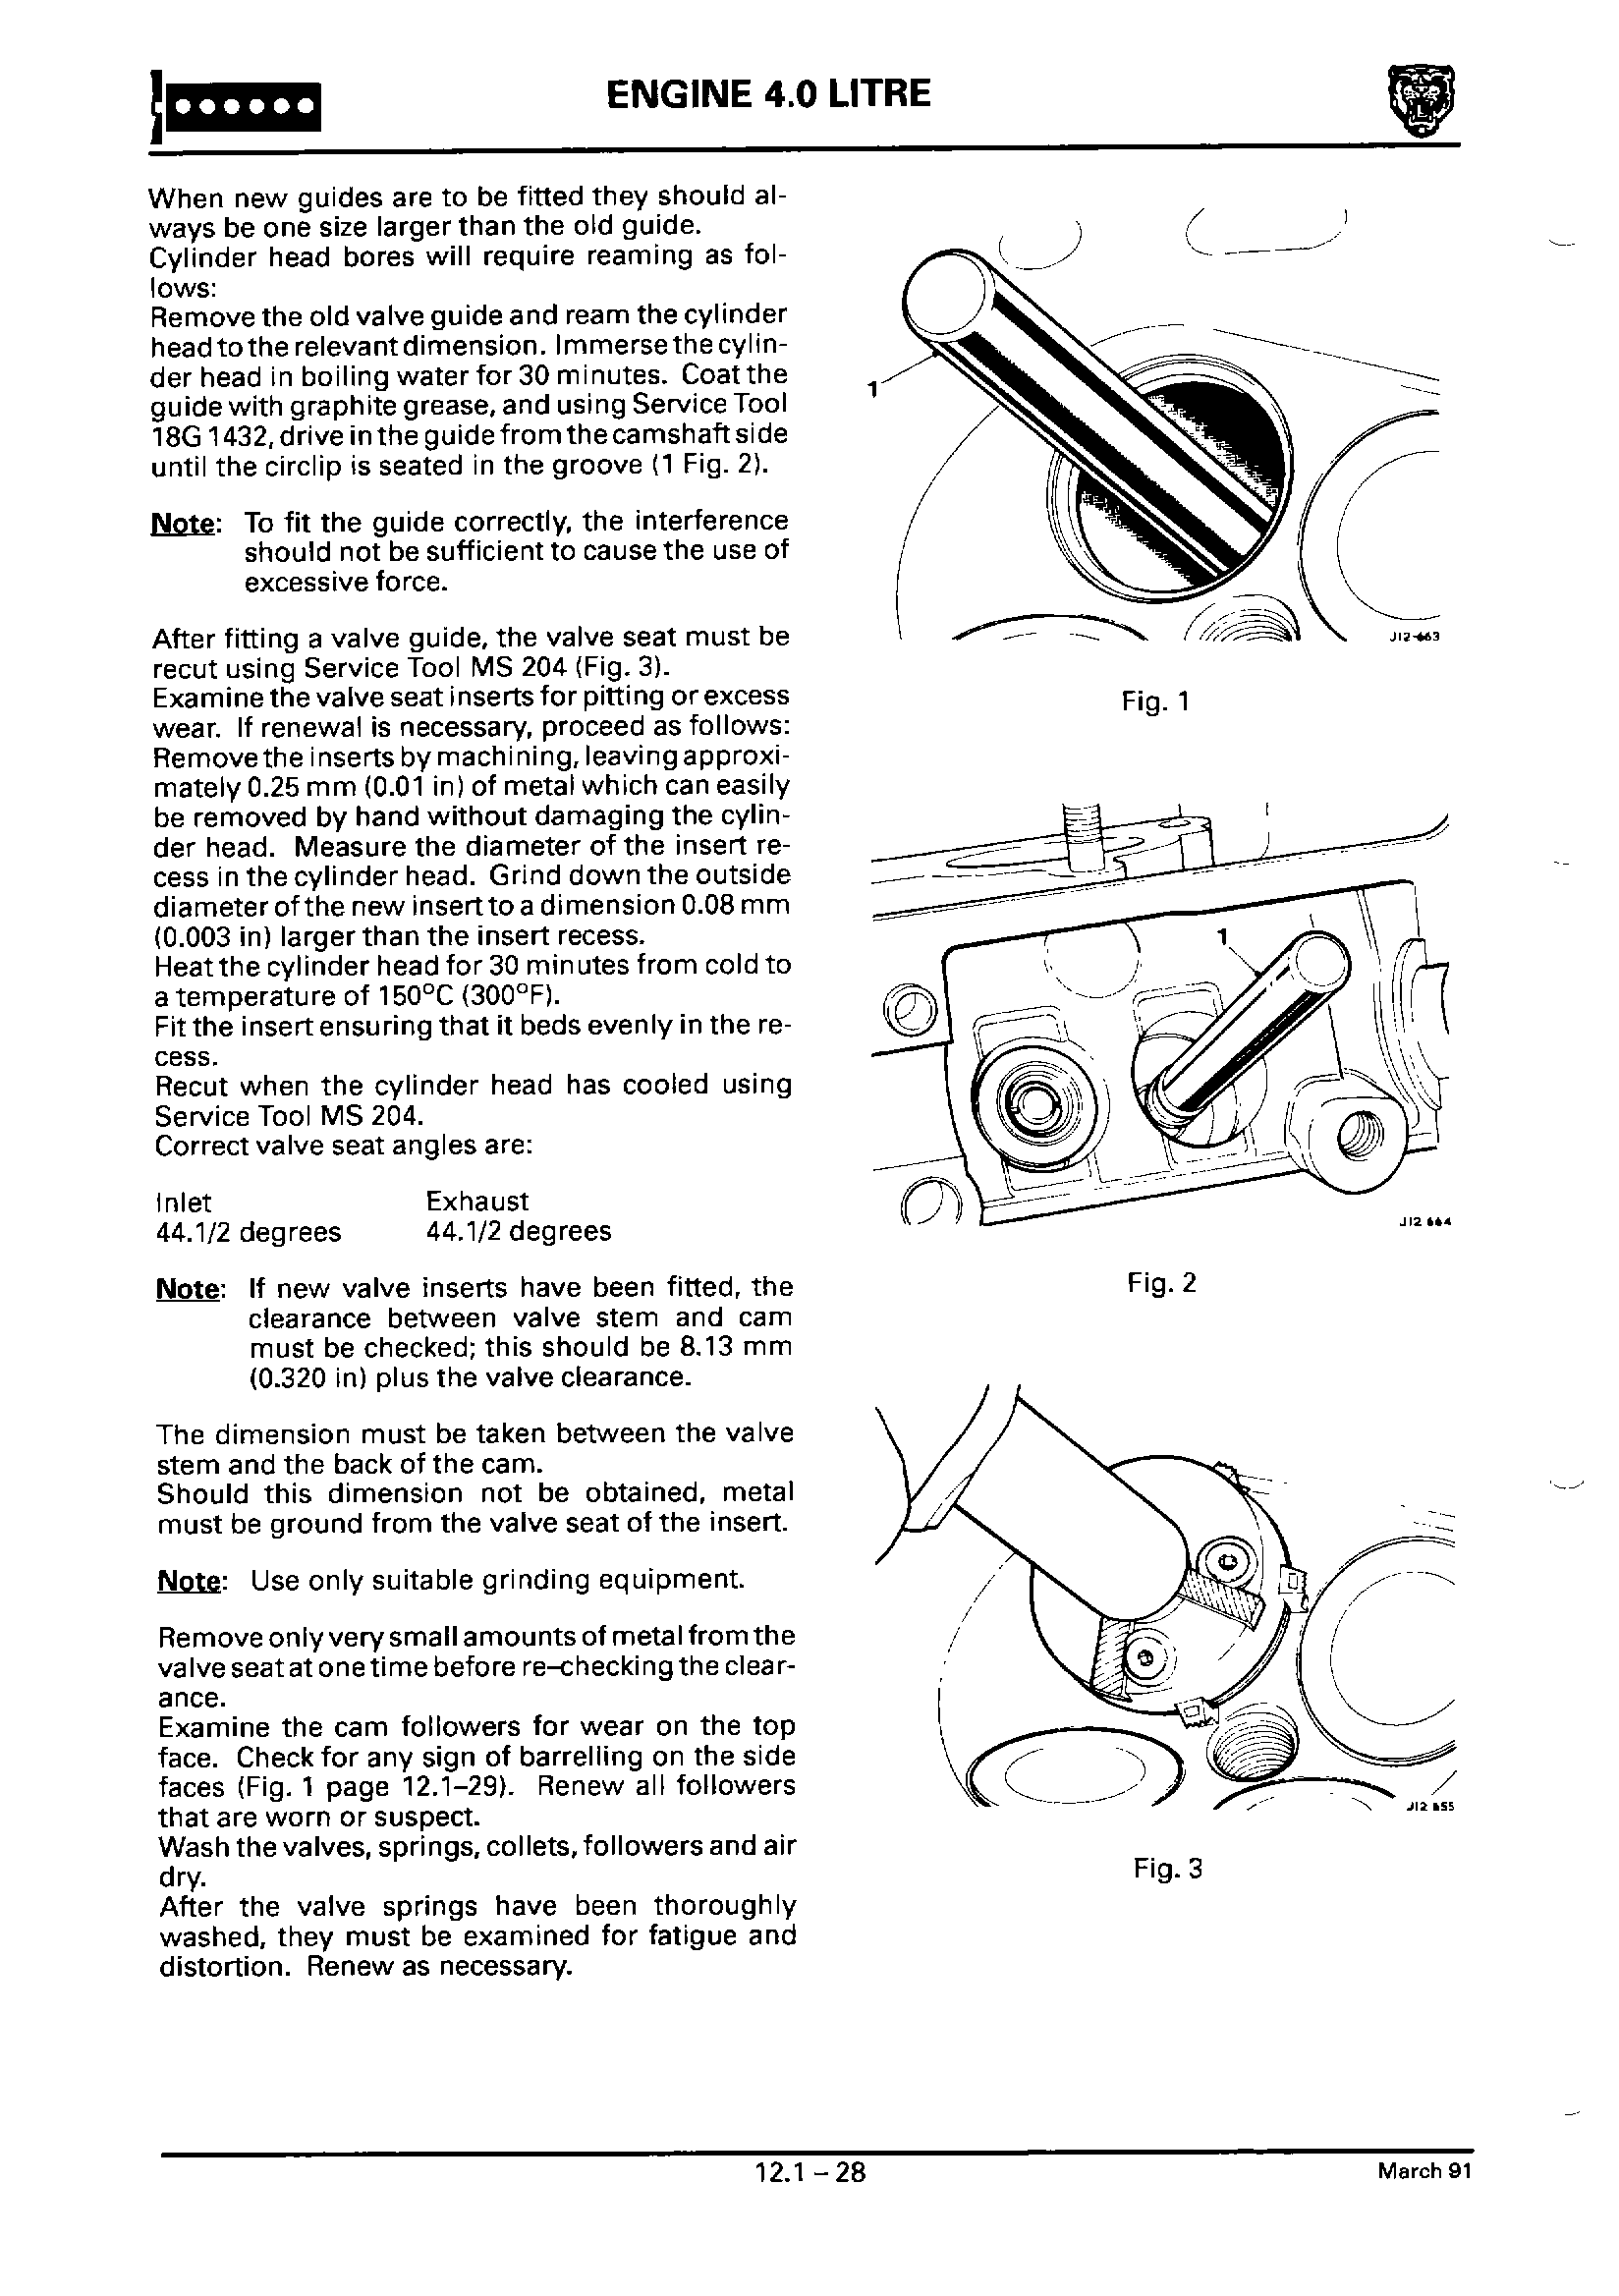 ENGINE 4.0 LITRE
When new guides are to be fitted they should al-
ways be one size larger than the old guide.
Cylinder head bores will require reaming as fol-
lows:
Remove the old valve guide and ream the cylinder
head to the relevant dimension. Immerse the cylin-
der head in boiling water for 30 minutes. Coat the
guide with graphite grease, and using Service Tool
18G 1432, drive in the guide from the camshaft side
until the circlip is seated in the groove (1 Fig. 2).
Note: To fit the guide correctly, the interference
should not be sufficient to cause the use of
excessive force.
After fitting a valve guide, the valve seat must be
recut using Service Tool MS 204 (Fig. 3).
Examine the valve seat inserts for pitting or excess
wear. If renewal is necessary, proceed as follows:
Remove the inserts by machining, leaving approxi-
mately 0.25 mm (0.01 in) of metal which can easily
be removed by hand without damaging the cylin-
der head. Measure the diameter of the insert re-
cess in the cylinder head. Grind down the outside
diameter of the new insert to a dimension 0.08 mm
(0.003 in) larger than the insert recess.
Heat the cylinder head for 30 minutes from cold to
a temperature of 150°C (300°F).
Fit the insert ensuring that it beds evenly in the re-
cess.
Recut when the cylinder head has cooled using
Service Tool MS 204.
Correct valve seat angles are:
Inlet Exhaust
44.1/2 degrees 44.1/2 degrees
Note: If new valve inserts have been fitted, the
clearance between valve stem and cam
must be checked; this should be 8.13 mm
(0.320 in) plus the valve clearance.
The dimension must be taken between the valve
stem and the back of the cam.
Should this dimension not be obtained, metal
must be ground from the valve seat of the insert.
Note: Use only suitable grinding equipment.
Remove only very small amounts of metal from the
valve seat at one time before re-checking the clear-
ance.
Examine the cam followers for wear on the top
face. Check for any sign of barrelling on the side
faces (Fig. 1 page 12.1-29). Renew all followers
that are worn or suspect.
Wash the valves, springs, collets, followers and air
dry.
After the valve springs have been thoroughly
washed, they must be examined for fatigue and
distortion. Renew as necessary.
1
J12-663
Fig. 1
1
J12 664
Fig. 2
J12 655
Fig. 3
12.1 – 28
March 91